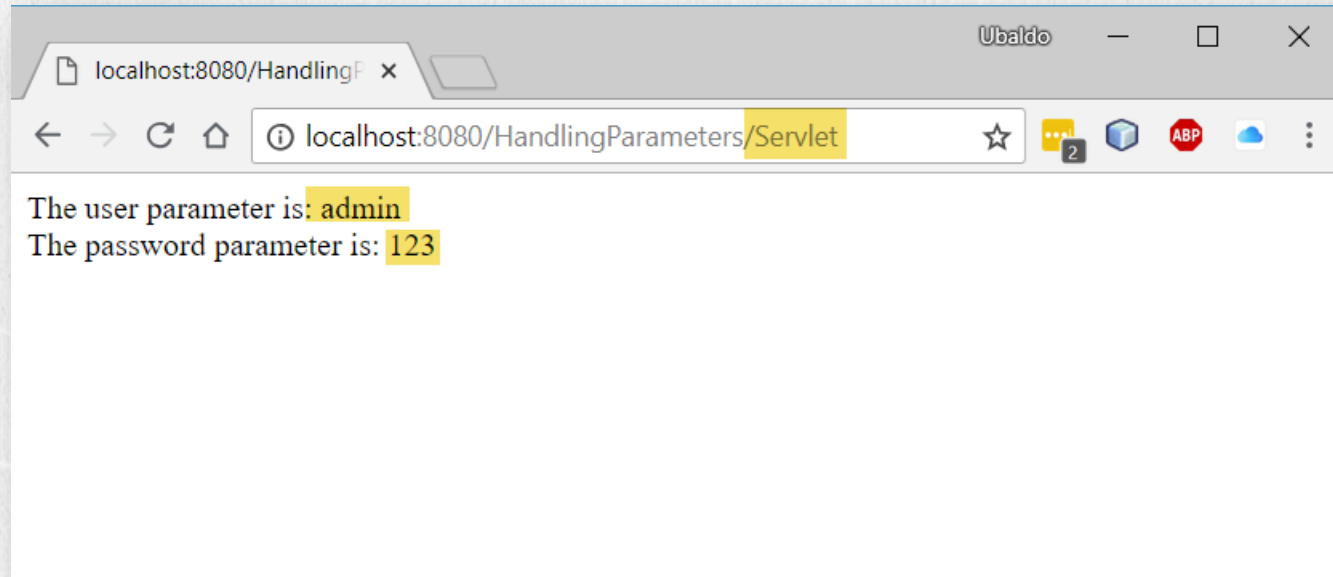 Ubaldo
localhost:8080/HandlingP
localhost:8080/HandlingParameters/Servlet
2
ABP
The user parameter is: admin
The password parameter is: 123